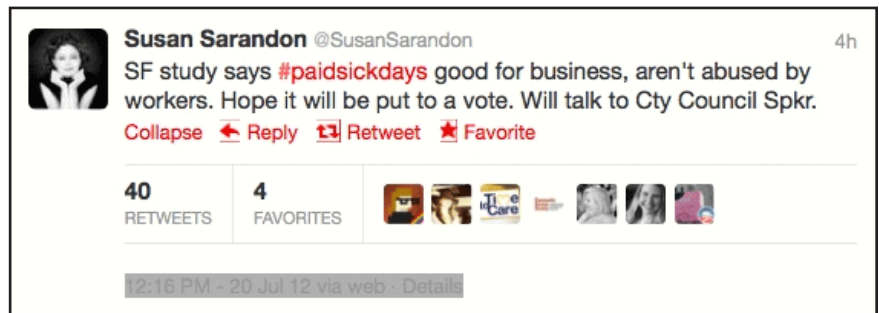 Susan Sarandon @SusanSarandon 4h
SF study says #paidsickdays good for business, aren't abused by
workers. Hope it will be put to a vote. Will talk to Cty Council Spkr.
Collapse Reply Retweet Favorite
40 4
RETWEETS FAVORITES
Time
Care
12:16 PM - 20 Jul 12 via web · Details